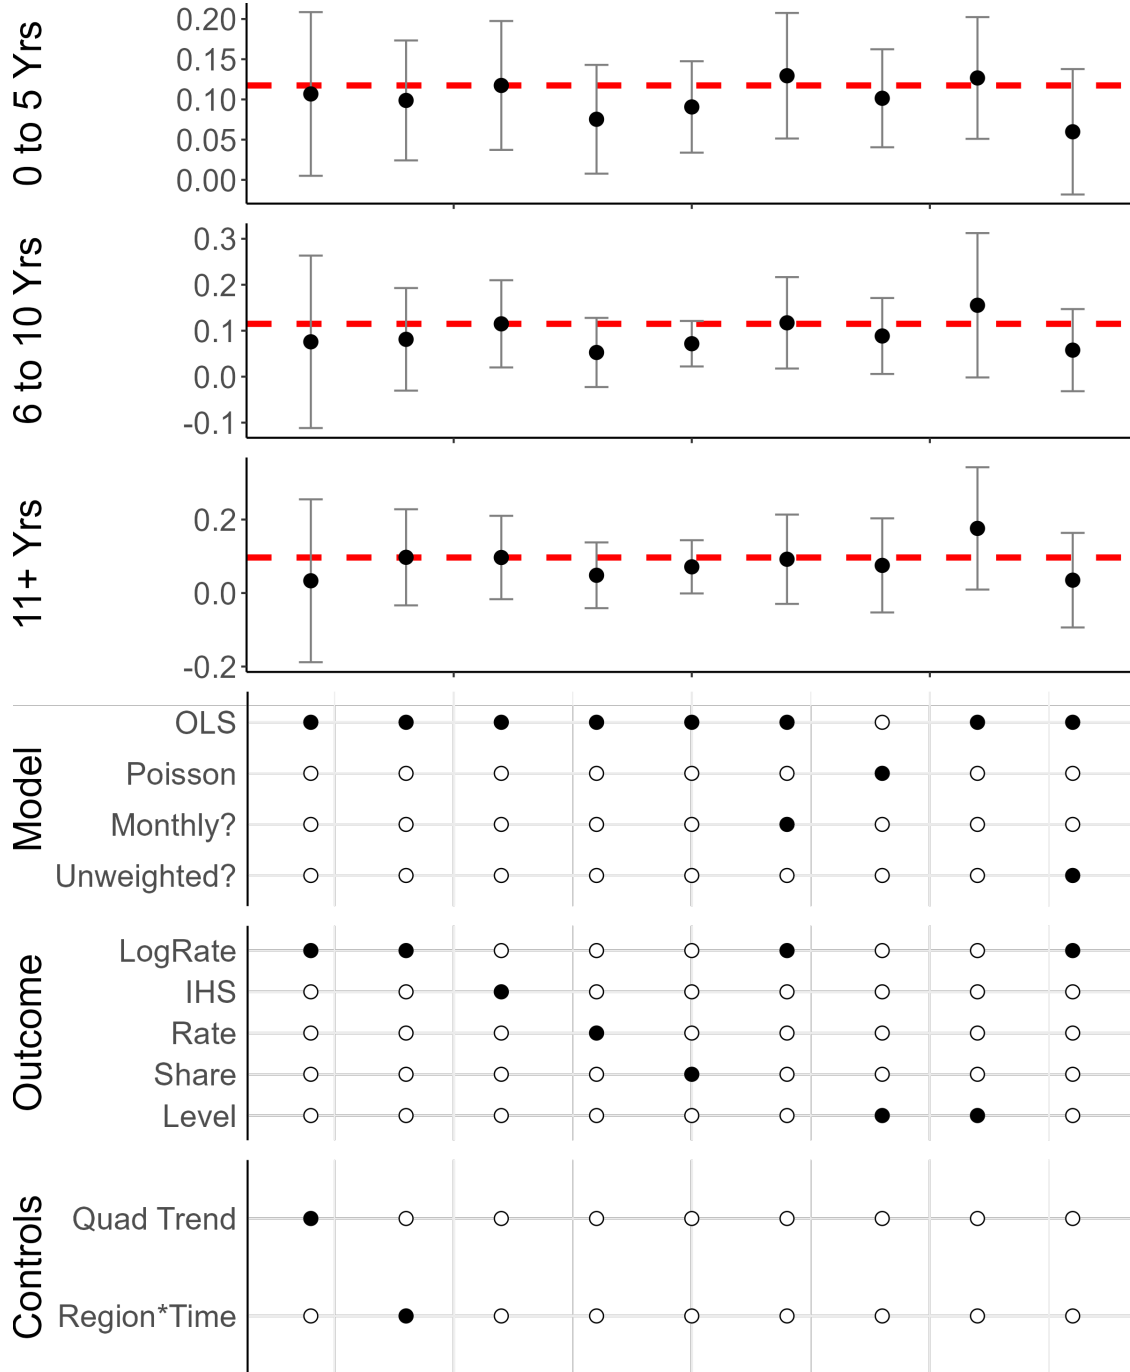 0 to 5 Yrs
0.20
0.15
0.10
0.05
0.00
6 to 10 Yrs
0.3
0.2
0.1
0.0
-0.1
11+ Yrs
0.2
0.0
-0.2
Model
OLS
Poisson
Monthly?
Unweighted?
Outcome
LogRate
IHS
Rate
Share
Level
Controls
Quad Trend
Region*Time